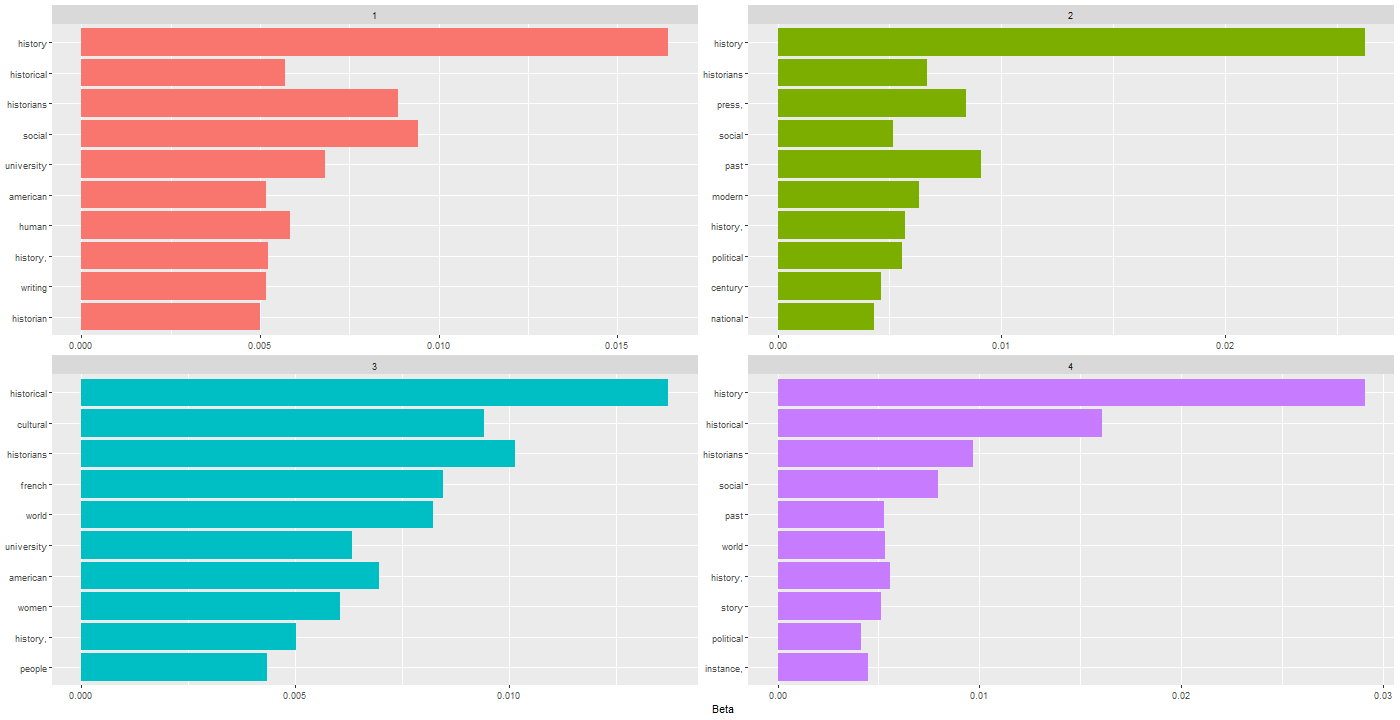 1
history
historical
historians
social
university
american
human
history,
writing
historian
0.000 0.005 0.010 0.015
2
history
historians
press,
social
past
modern
history,
political
century
national
0.00 0.01 0.02
3
historical
cultural
historians
french
world
university
american
women
history,
people
0.000 0.005 0.010
4
history
historical
historians
social
past
world
history,
story
political
instance,
0.00 0.01 0.02 0.03
Beta